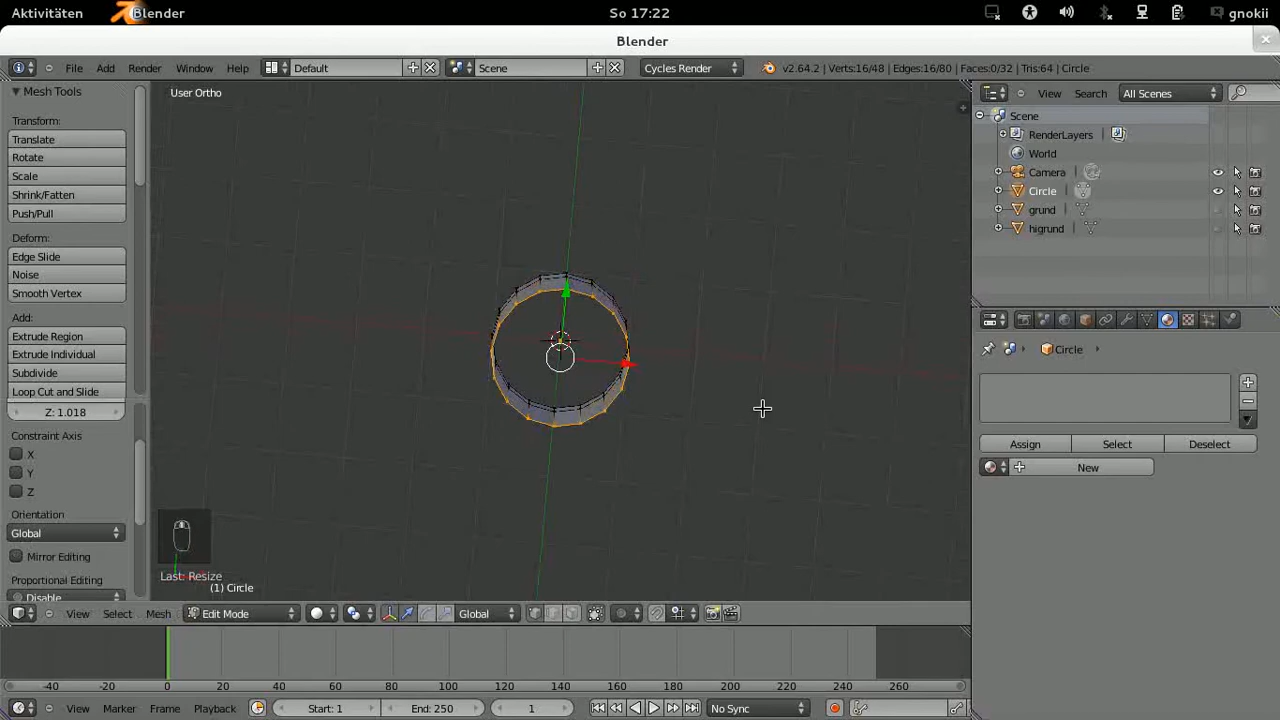 Aktivitäten Blender So 17:22 gnokii
Blender
File Add Render Window Help Default Scene Cycles Render v2.64.2 | Verts:16/48 | Edges:16/80 | Faces:0/32 | Tris:64 | Circle
Mesh Tools
Transform:
Translate
Rotate
Scale
Shrink/Fatten
Push/Pull
Deform:
Edge Slide
Noise
Smooth Vertex
Add:
Extrude Region
Extrude Individual
Subdivide
Loop Cut and Slide
Z: 1.018
Constraint Axis
X
Y
Z
Orientation
Global
Mirror Editing
Proportional Editing
Disable
User Ortho
Last: Resize
(1) Circle
View Select Mesh Edit Mode Global
-40 -20 0 20 40 60 80 100 120 140 160 180 200 220 240 260
View Marker Frame Playback Start: 1 End: 250 1 No Sync
View Search All Scenes
Scene
RenderLayers
World
Camera
Circle
grund
higrund
Circle
Assign Select Deselect
New